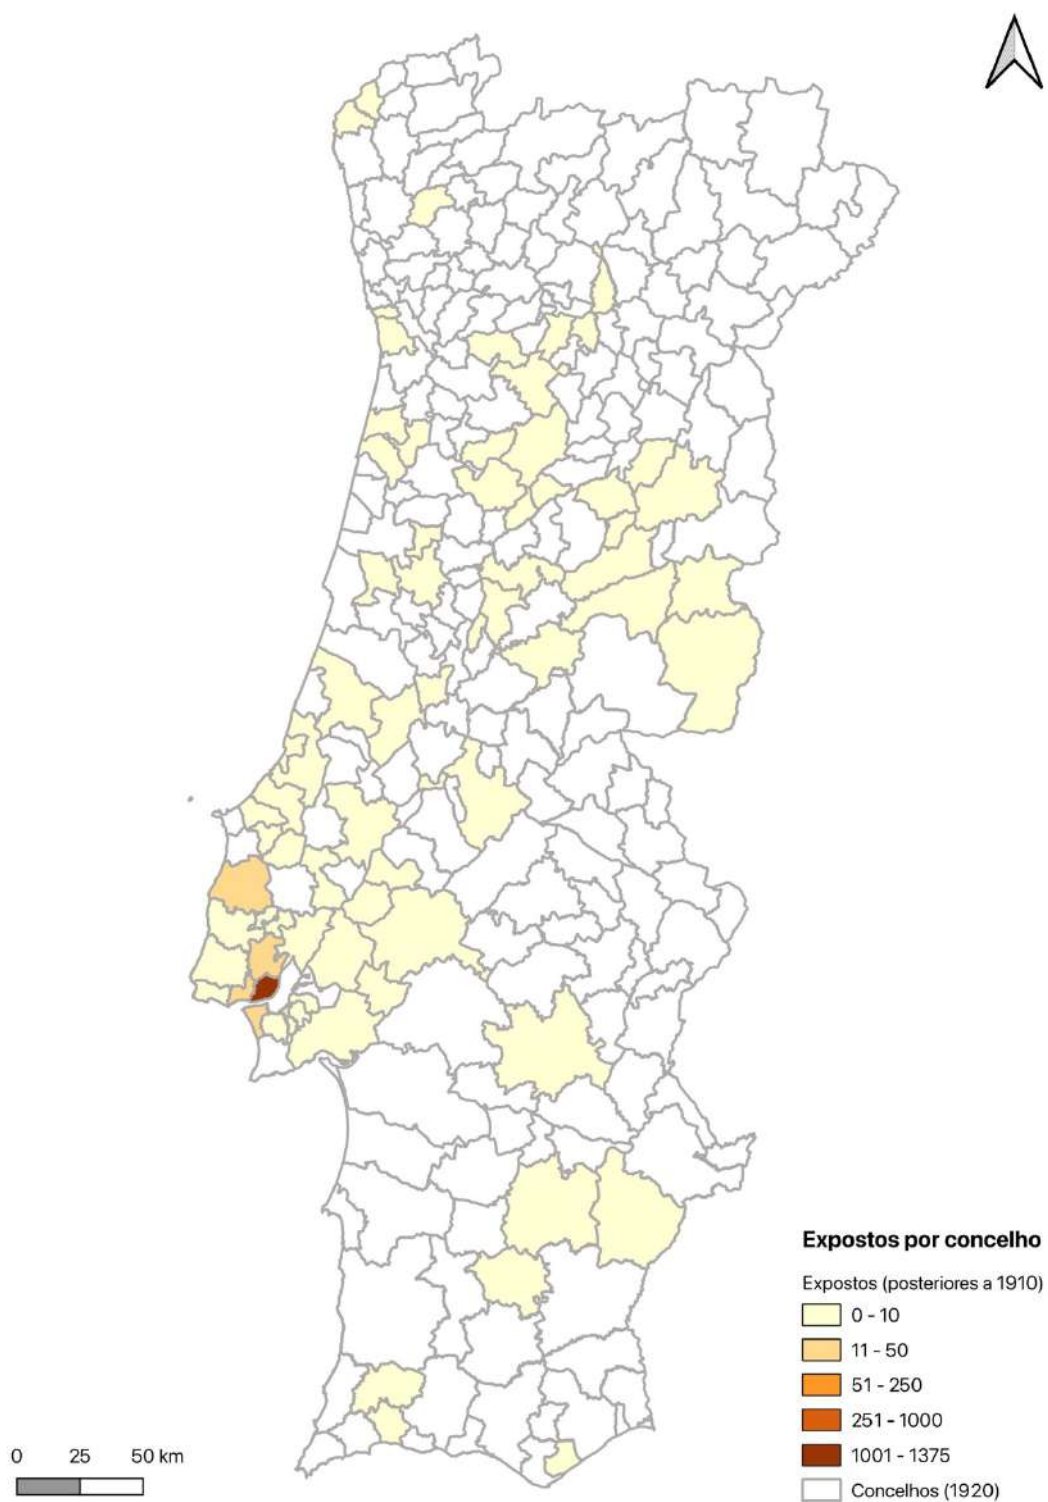 Expostos por concelho
Expostos (posteriores a 1910)
0 - 10
11 - 50
51 - 250
251 - 1000
1001 - 1375
Concelhos (1920)
0 25 50 km